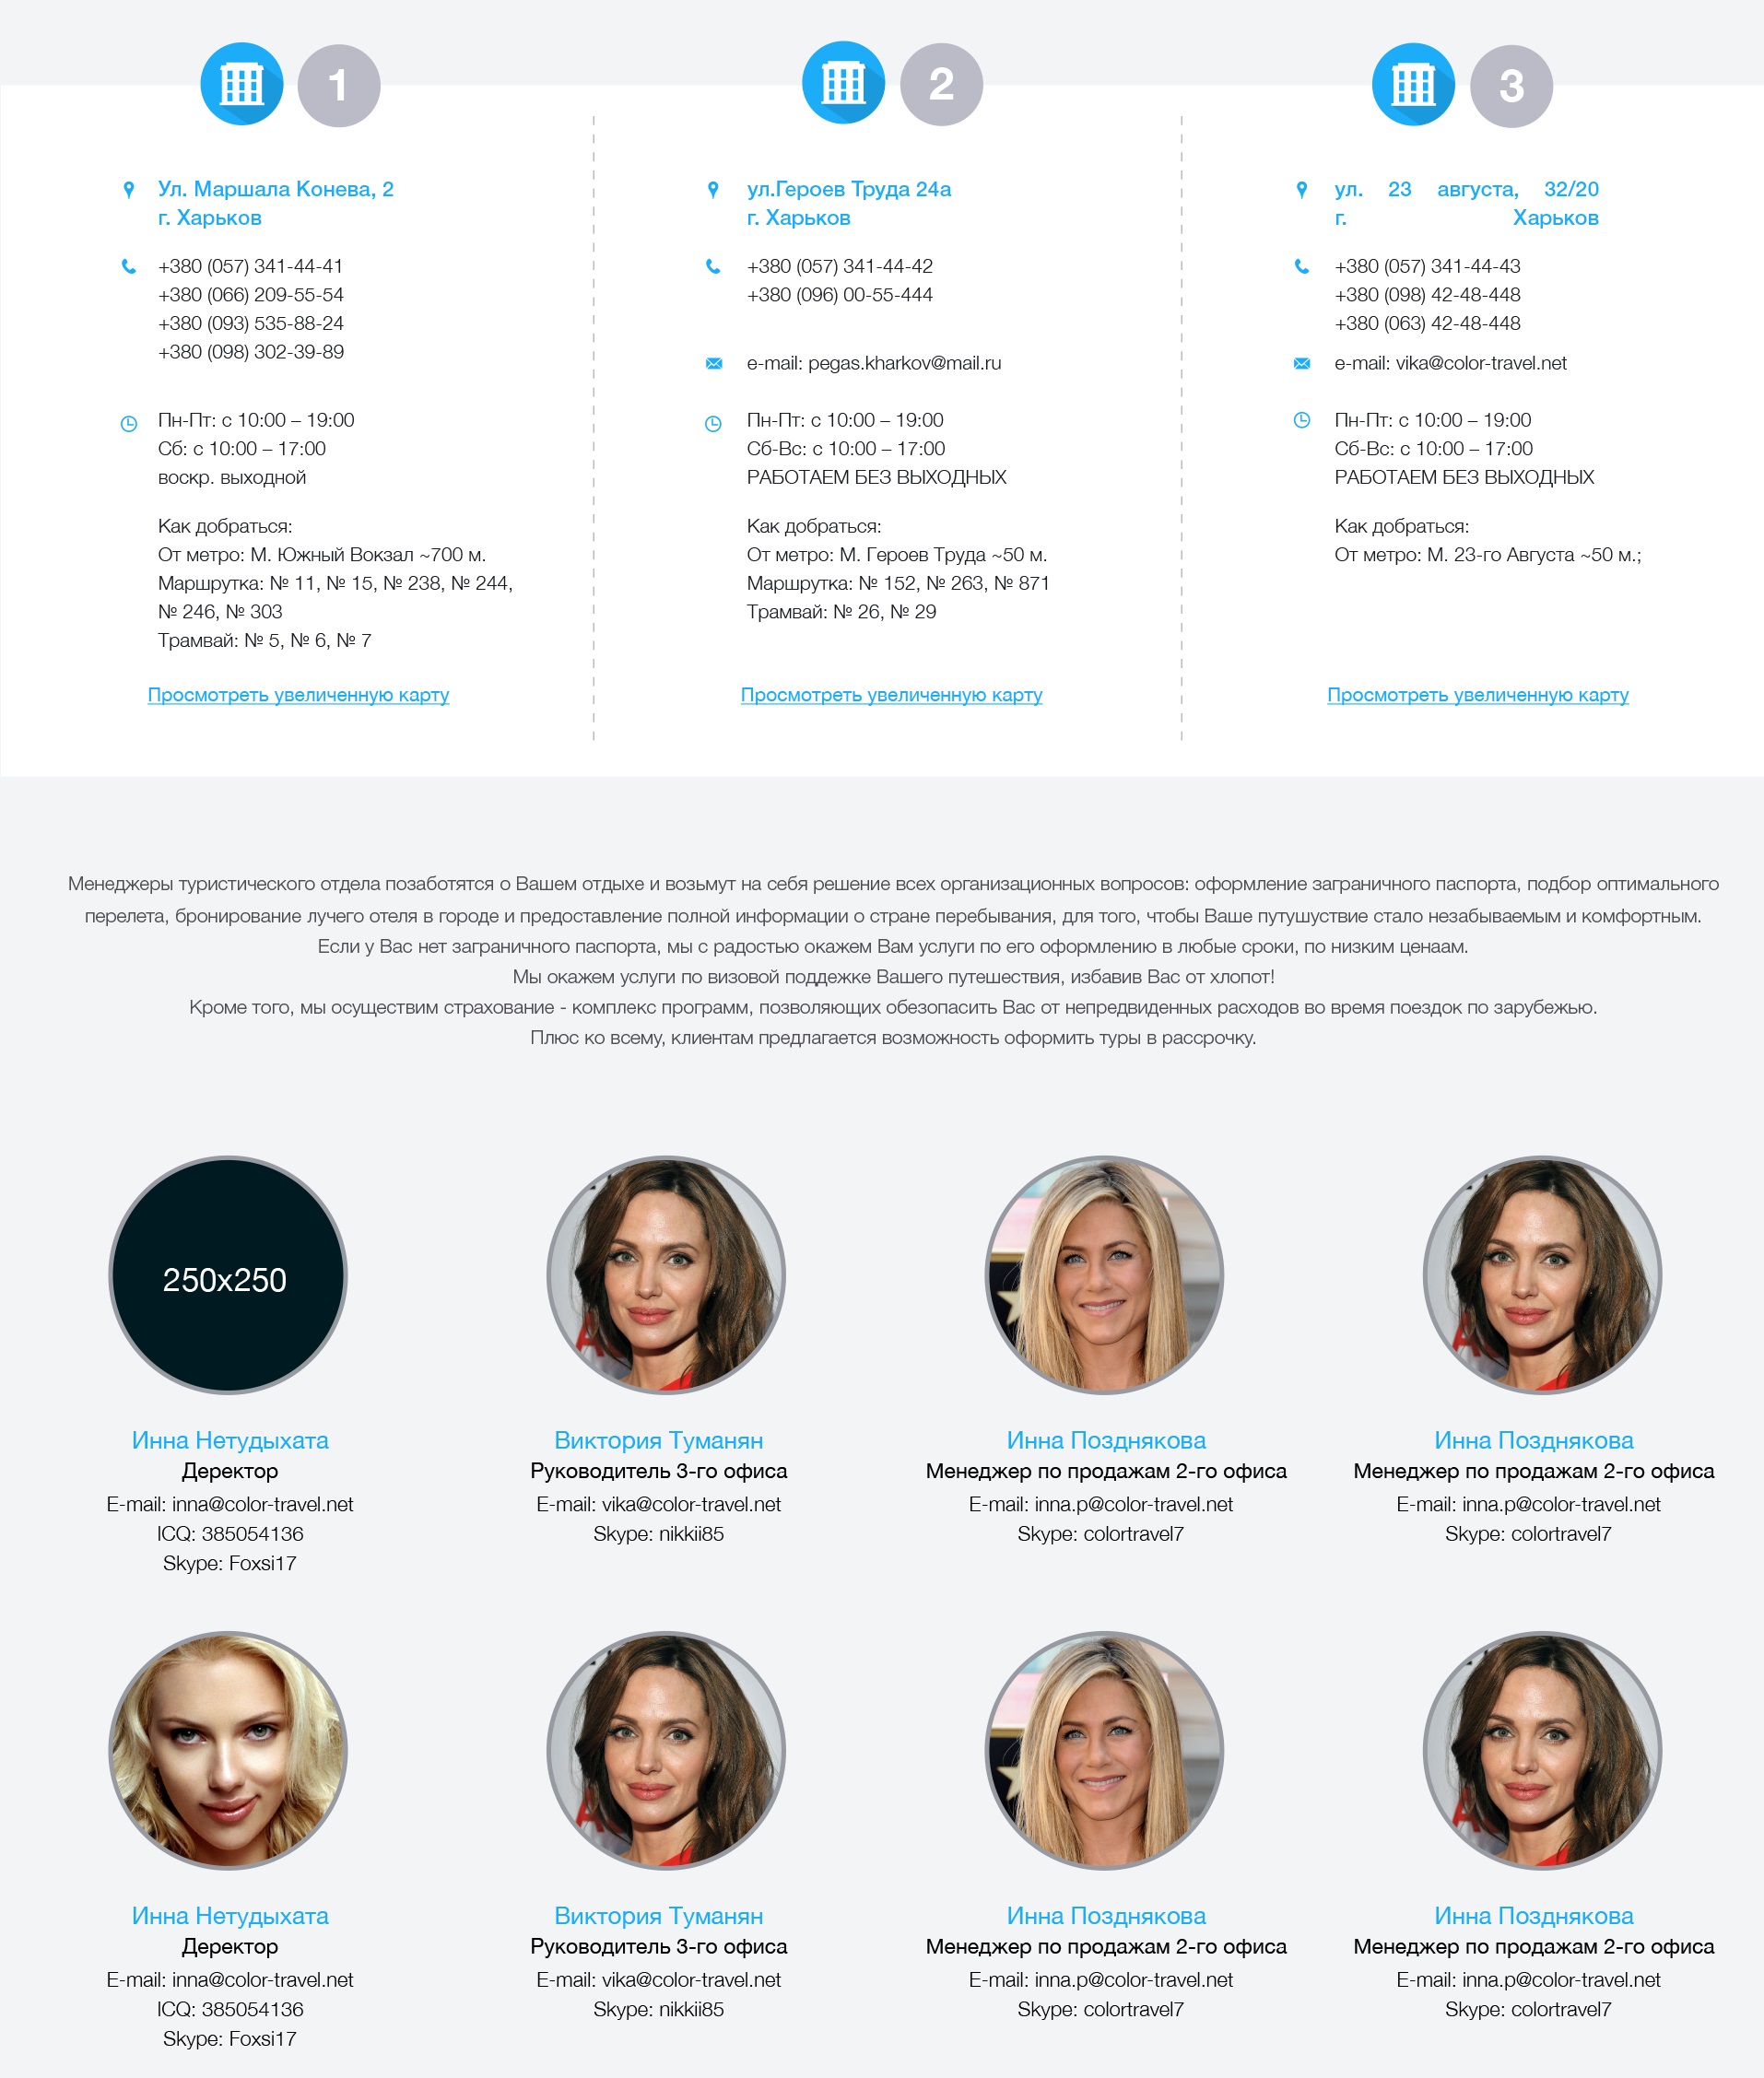 1
Ул. Маршала Конева, 2
г. Харьков
+380 (057) 341-44-41
+380 (066) 209-55-54
+380 (093) 535-88-24
+380 (098) 302-39-89
Пн-Пт: с 10:00 – 19:00
Сб: с 10:00 – 17:00
воскр. выходной
Как добраться:
От метро: М. Южный Вокзал ~700 м.
Маршрутка: № 11, № 15, № 238, № 244,
№ 246, № 303
Трамвай: № 5, № 6, № 7
Просмотреть увеличенную карту
2
ул.Героев Труда 24а
г. Харьков
+380 (057) 341-44-42
+380 (096) 00-55-444
e-mail: pegas.kharkov@mail.ru
Пн-Пт: с 10:00 – 19:00
Сб-Вс: с 10:00 – 17:00
РАБОТАЕМ БЕЗ ВЫХОДНЫХ
Как добраться:
От метро: М. Героев Труда ~50 м.
Маршрутка: № 152, № 263, № 871
Трамвай: № 26, № 29
Просмотреть увеличенную карту
3
ул. 23 августа, 32/20
г. Харьков
+380 (057) 341-44-43
+380 (098) 42-48-448
+380 (063) 42-48-448
e-mail: vika@color-travel.net
Пн-Пт: с 10:00 – 19:00
Сб-Вс: с 10:00 – 17:00
РАБОТАЕМ БЕЗ ВЫХОДНЫХ
Как добраться:
От метро: М. 23-го Августа ~50 м.;
Просмотреть увеличенную карту
Менеджеры туристического отдела позаботятся о Вашем отдыхе и возьмут на себя решение всех организационных вопросов: оформление заграничного паспорта, подбор оптимального
перелета, бронирование лучего отеля в городе и предоставление полной информации о стране перебывания, для того, чтобы Ваше путушуствие стало незабываемым и комфортным.
Если у Вас нет заграничного паспорта, мы с радостью окажем Вам услуги по его оформлению в любые сроки, по низким ценаам.
Мы окажем услуги по визовой поддежке Вашего путешествия, избавив Вас от хлопот!
Кроме того, мы осуществим страхование - комплекс программ, позволяющих обезопасить Вас от непредвиденных расходов во время поездок по зарубежью.
Плюс ко всему, клиентам предлагается возможность оформить туры в рассрочку.
250x250
Инна Нетудыхата
Деректор
E-mail: inna@color-travel.net
ICQ: 385054136
Skype: Foxsi17
Виктория Туманян
Руководитель 3-го офиса
E-mail: vika@color-travel.net
Skype: nikkii85
Инна Позднякова
Менеджер по продажам 2-го офиса
E-mail: inna.p@color-travel.net
Skype: colortravel7
Инна Позднякова
Менеджер по продажам 2-го офиса
E-mail: inna.p@color-travel.net
Skype: colortravel7
Инна Нетудыхата
Деректор
E-mail: inna@color-travel.net
ICQ: 385054136
Skype: Foxsi17
Виктория Туманян
Руководитель 3-го офиса
E-mail: vika@color-travel.net
Skype: nikkii85
Инна Позднякова
Менеджер по продажам 2-го офиса
E-mail: inna.p@color-travel.net
Skype: colortravel7
Инна Позднякова
Менеджер по продажам 2-го офиса
E-mail: inna.p@color-travel.net
Skype: colortravel7